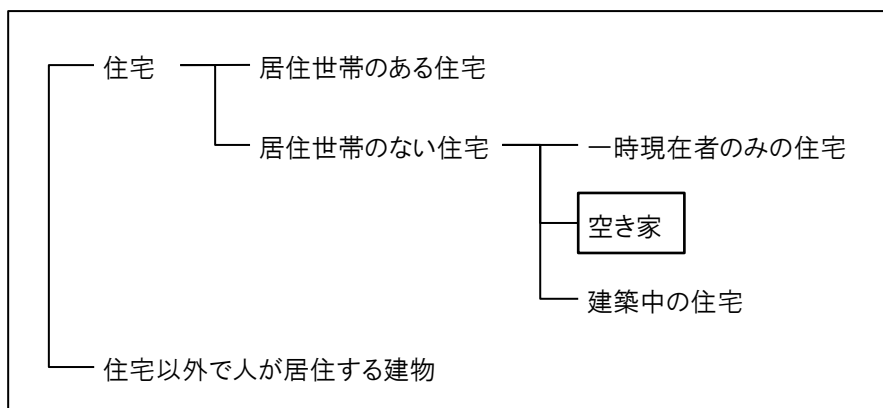 住宅
居住世帯のある住宅
居住世帯のない住宅
一時現在者のみの住宅
空き家
建築中の住宅
住宅以外で人が居住する建物